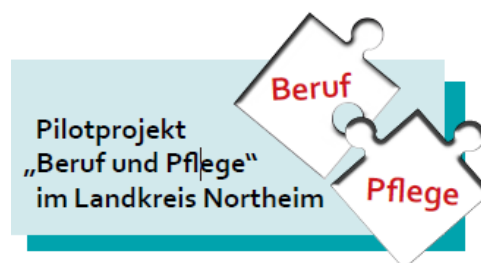 Beruf
Pilotprojekt
„Beruf und Pflege“
im Landkreis Northeim
Pflege